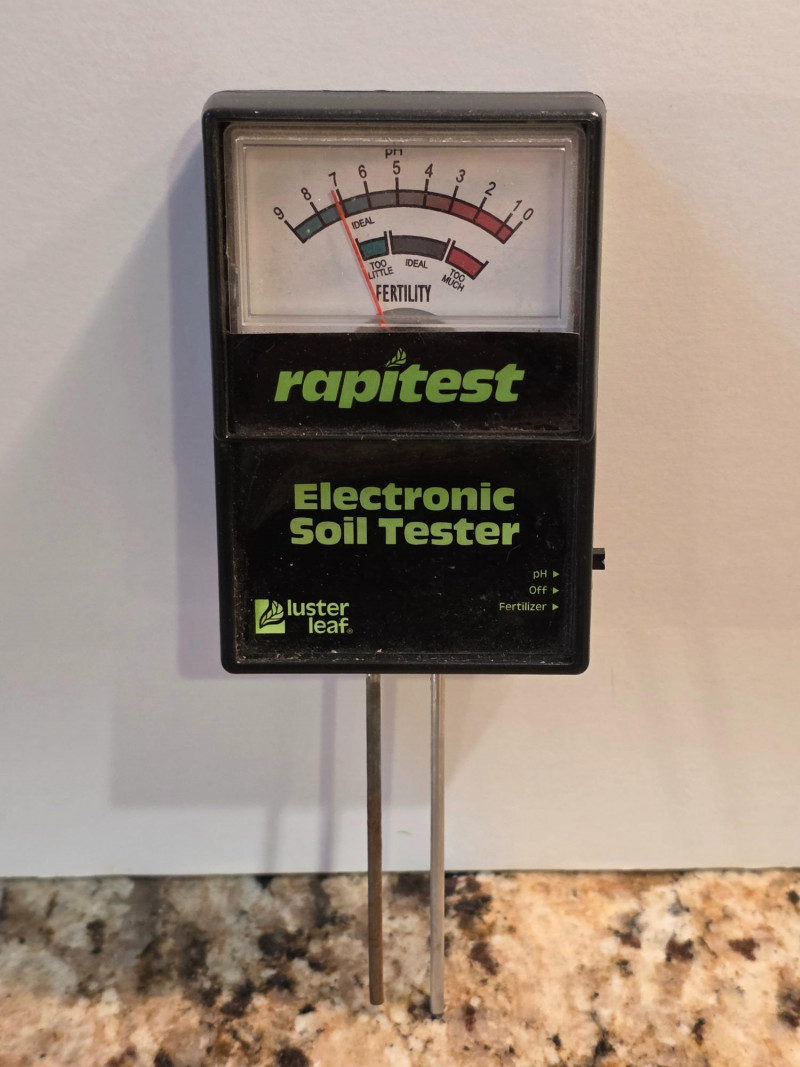 pH
9 8 7 6 5 4 3 2 1 0
IDEAL
TOO LITTLE IDEAL TOO MUCH
FERTILITY
rapitest
Electronic
Soil Tester
pH
Off
Fertilizer
luster
leaf®